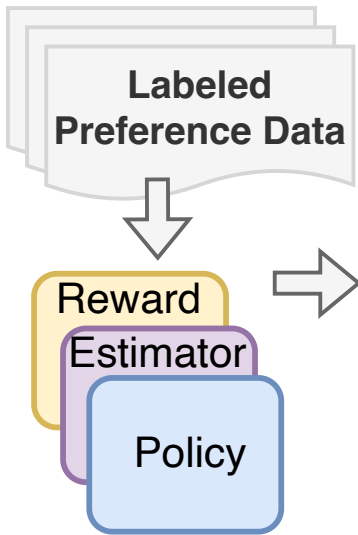 Labeled
Preference Data
Reward
Estimator
Policy